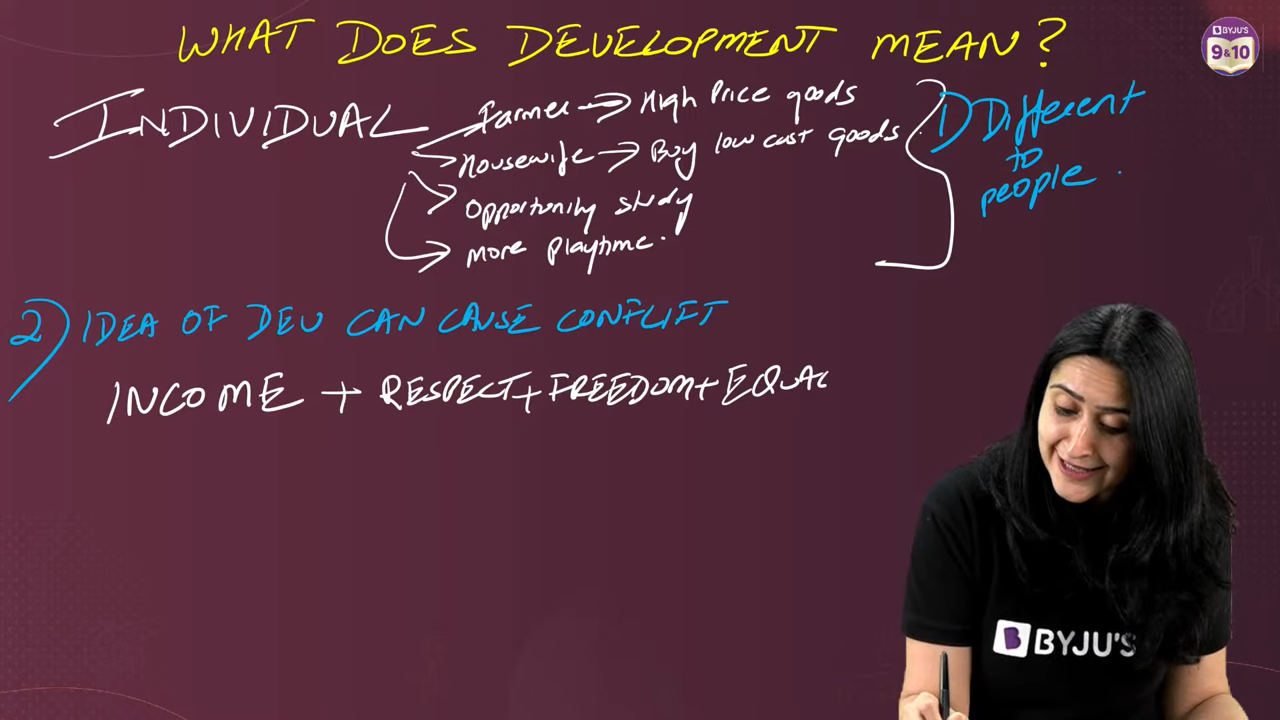 WHAT DOES DEVELOPMENT MEAN?
BYJU'S
9&10
INDIVIDUAL
Farmer → High Price goods
Housewife → Buy low cost goods
Opportunity study
More playtime.
1) Different
to
people.
2) IDEA OF DEV CAN CAUSE CONFLIFT
INCOME + RESPECT + FREEDOM + EQUAL
BYJU'S